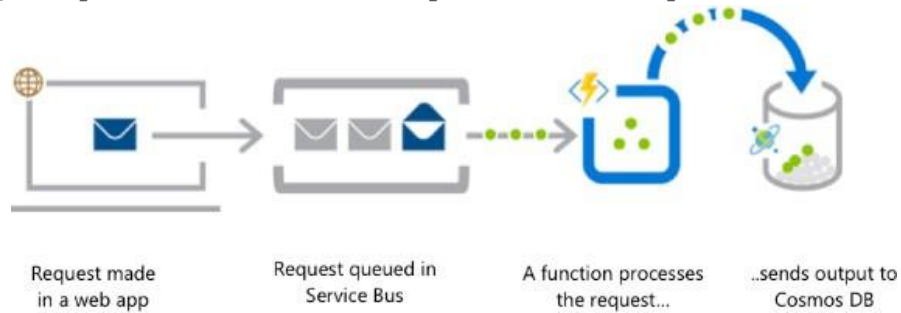 Request made
in a web app
Request queued in
Service Bus
A function processes
the request...
..sends output to
Cosmos DB